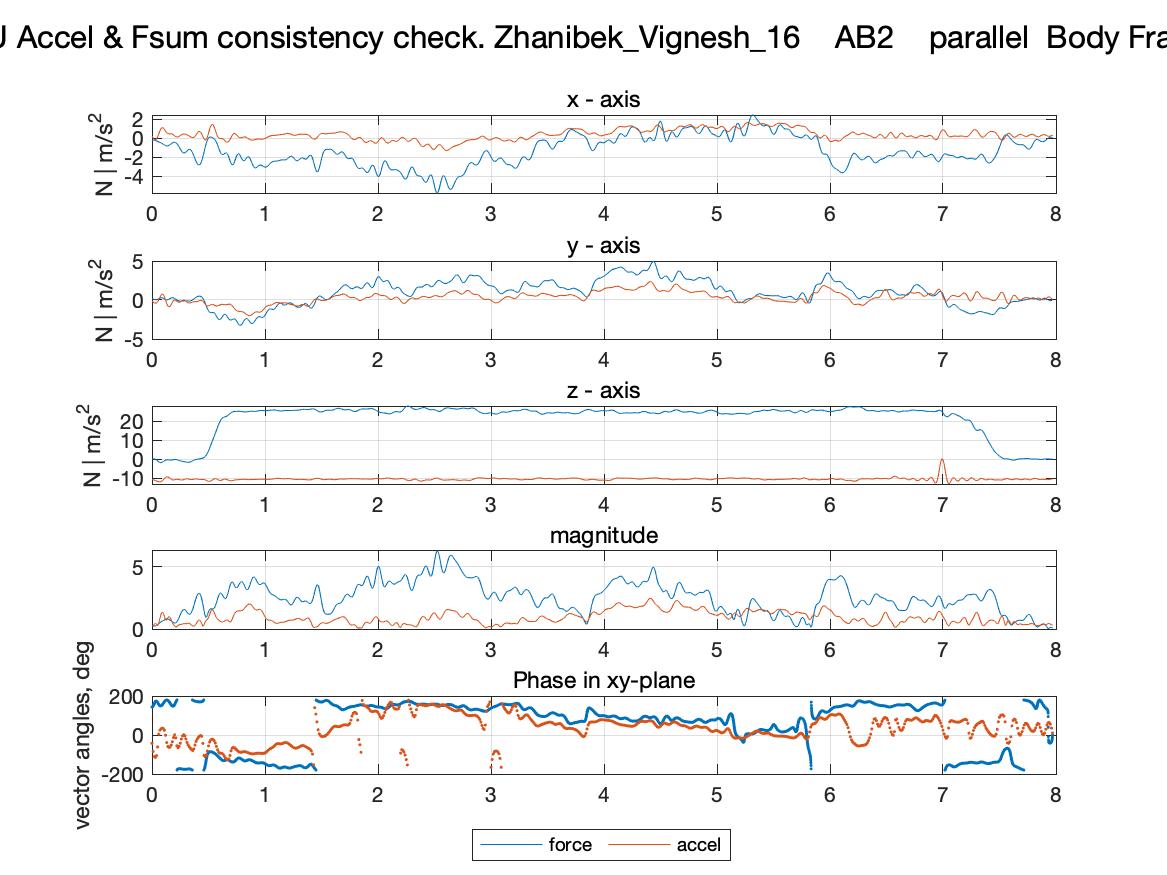 Accel & Fsum consistency check. Zhanibek_Vignesh_16 AB2 parallel Body
x - axis
N | m/s²
2
0
-2
-4
0 1 2 3 4 5 6 7 8
y - axis
N | m/s²
5
0
-5
0 1 2 3 4 5 6 7 8
z - axis
N | m/s²
20
10
0
-10
0 1 2 3 4 5 6 7 8
magnitude
5
0
0 1 2 3 4 5 6 7 8
Phase in xy-plane
vector angles, deg
200
0
-200
0 1 2 3 4 5 6 7 8
force accel